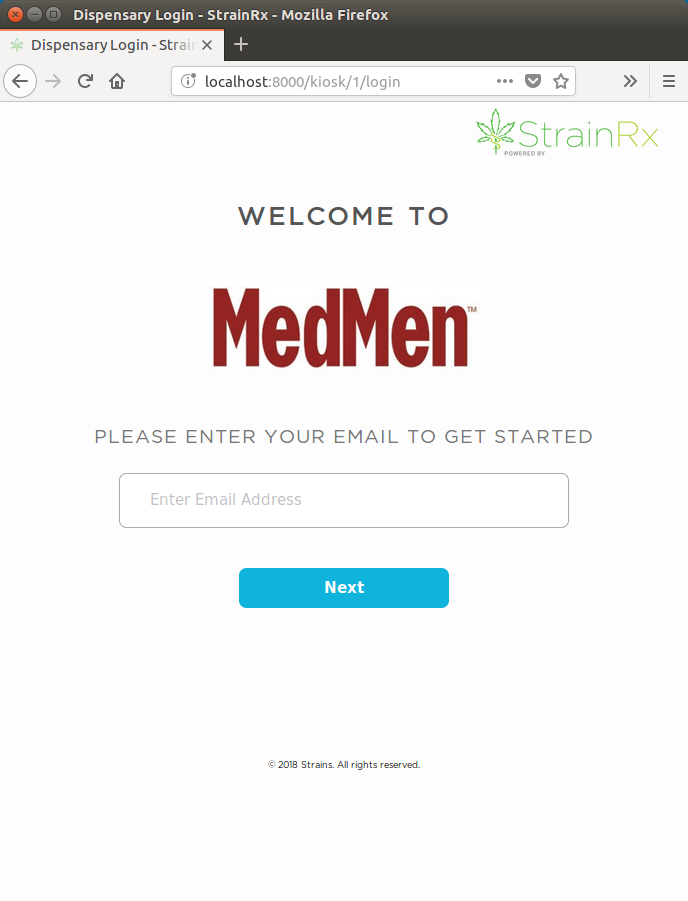 Dispensary Login - StrainRx - Mozilla Firefox
Dispensary Login - Strain
localhost:8000/kiosk/1/login
StrainRx
POWERED BY
WELCOME TO
MedMen™
PLEASE ENTER YOUR EMAIL TO GET STARTED
Enter Email Address
Next
© 2018 Strains. All rights reserved.